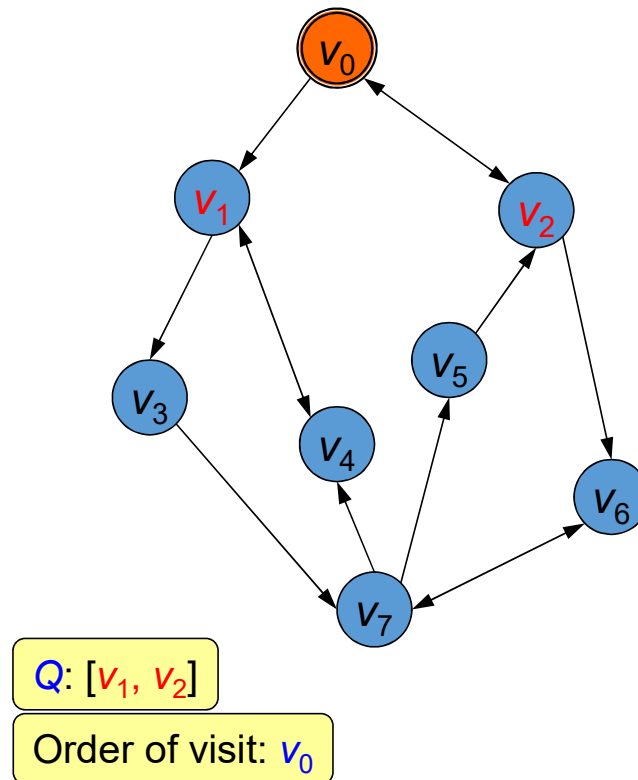 v₀
v₁
v₂
v₅
v₃
v₄
v₆
v₇
Q: [v₁, v₂]
Order of visit: v₀